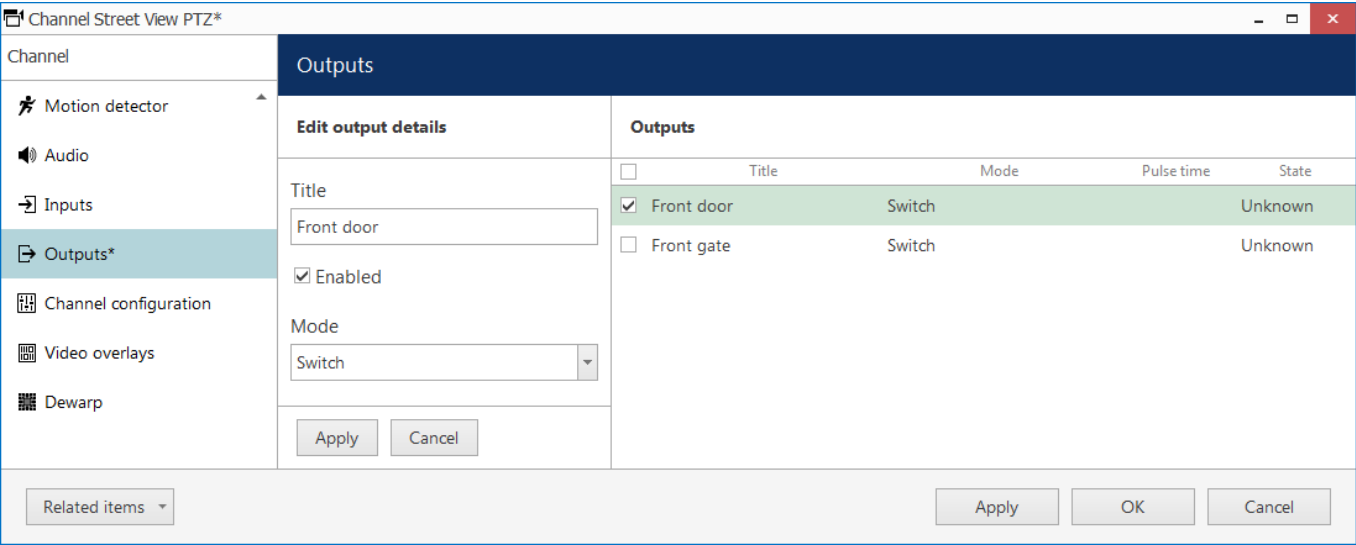 Channel Street View PTZ*
Channel
Motion detector
Audio
Inputs
Outputs*
Channel configuration
Video overlays
Dewarp
Outputs
Edit output details
Title
Front door
Enabled
Mode
Switch
Apply Cancel
Outputs
Title Mode Pulse time State
Front door Switch Unknown
Front gate Switch Unknown
Related items Apply OK Cancel